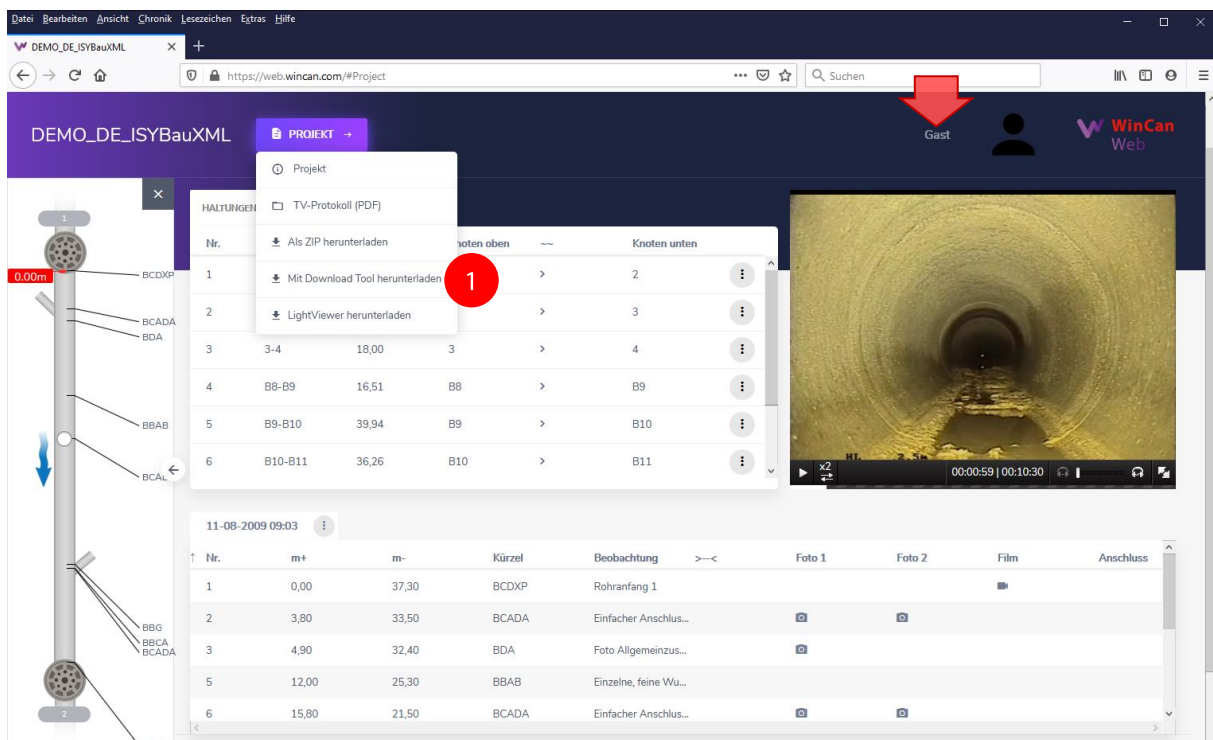 Datei Bearbeiten Ansicht Chronik Lesezeichen Extras Hilfe
DEMO_DE_ISYBauXML
https://web.wincan.com/#Project
Suchen
DEMO_DE_ISYBauXML
PROJEKT →
Gast
WinCan
Web
Projekt
TV-Protokoll (PDF)
Als ZIP herunterladen
Mit Download Tool herunterladen
LightViewer herunterladen
1
HALTUNGEN
Nr. noten oben ~~ Knoten unten
1 > 2
2 > 3
3 3-4 18,00 3 > 4
4 B8-B9 16,51 B8 > B9
5 B9-B10 39,94 B9 > B10
6 B10-B11 36,26 B10 > B11
1
0.00m
BCDXP
BCADA
BDA
BBAB
BCAD
BBG
BBCA
BCADA
2
HL 2.5m
x2
00:00:59 | 00:10:30
11-08-2009 09:03
↑ Nr. m+ m- Kürzel Beobachtung >--< Foto 1 Foto 2 Film Anschluss
1 0,00 37,30 BCDXP Rohranfang 1
2 3,80 33,50 BCADA Einfacher Anschlus...
3 4,90 32,40 BDA Foto Allgemeinzus...
5 12,00 25,30 BBAB Einzelne, feine Wu...
6 15,80 21,50 BCADA Einfacher Anschlus...